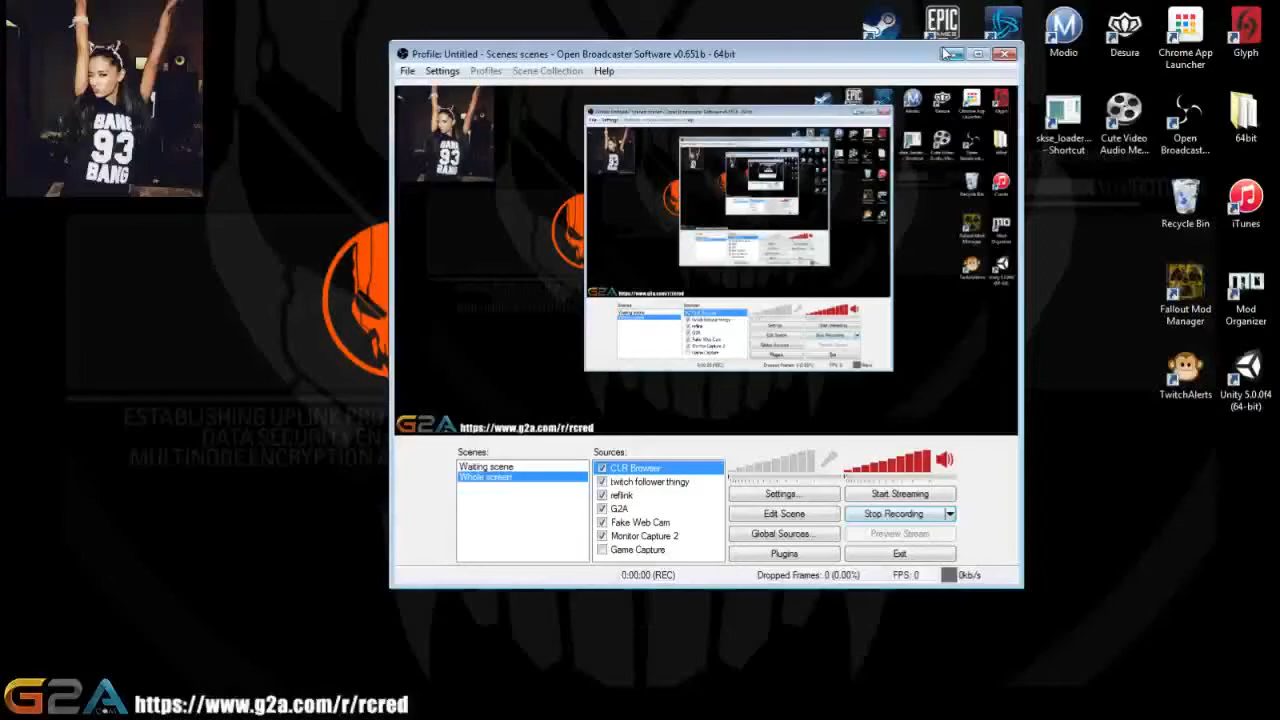 BANG
93
BANG
EPIC
GAMES
Modio
Desura
Chrome App
Launcher
Glyph
Profile: Untitled - Scenes: scenes - Open Broadcaster Software v0.651b - 64bit
File Settings Profiles Scene Collection Help
skse_loader...
- Shortcut
Cute Video
Audio Me...
Open
Broadcast...
64bit
Recycle Bin
iTunes
Fallout Mod
Manager
Mod
Organizer
TwitchAlerts
Unity 5.0.0f4
(64-bit)
ESTABLISHING UPLINK
DATA SECURITY EN
MULTINODE ENCRYPTION
G2A https://www.g2a.com/r/rcred
Scenes:
Waiting scene
Whole screen
Sources:
CLR Browser
twitch follower thingy
reflink
G2A
Fake Web Cam
Monitor Capture 2
Game Capture
Settings...
Start Streaming
Edit Scene
Stop Recording
Global Sources...
Preview Stream
Plugins
Exit
0:00:00 (REC)
Dropped Frames: 0 (0.00%)
FPS: 0
0kb/s
G2A
.COM
https://www.g2a.com/r/rcred